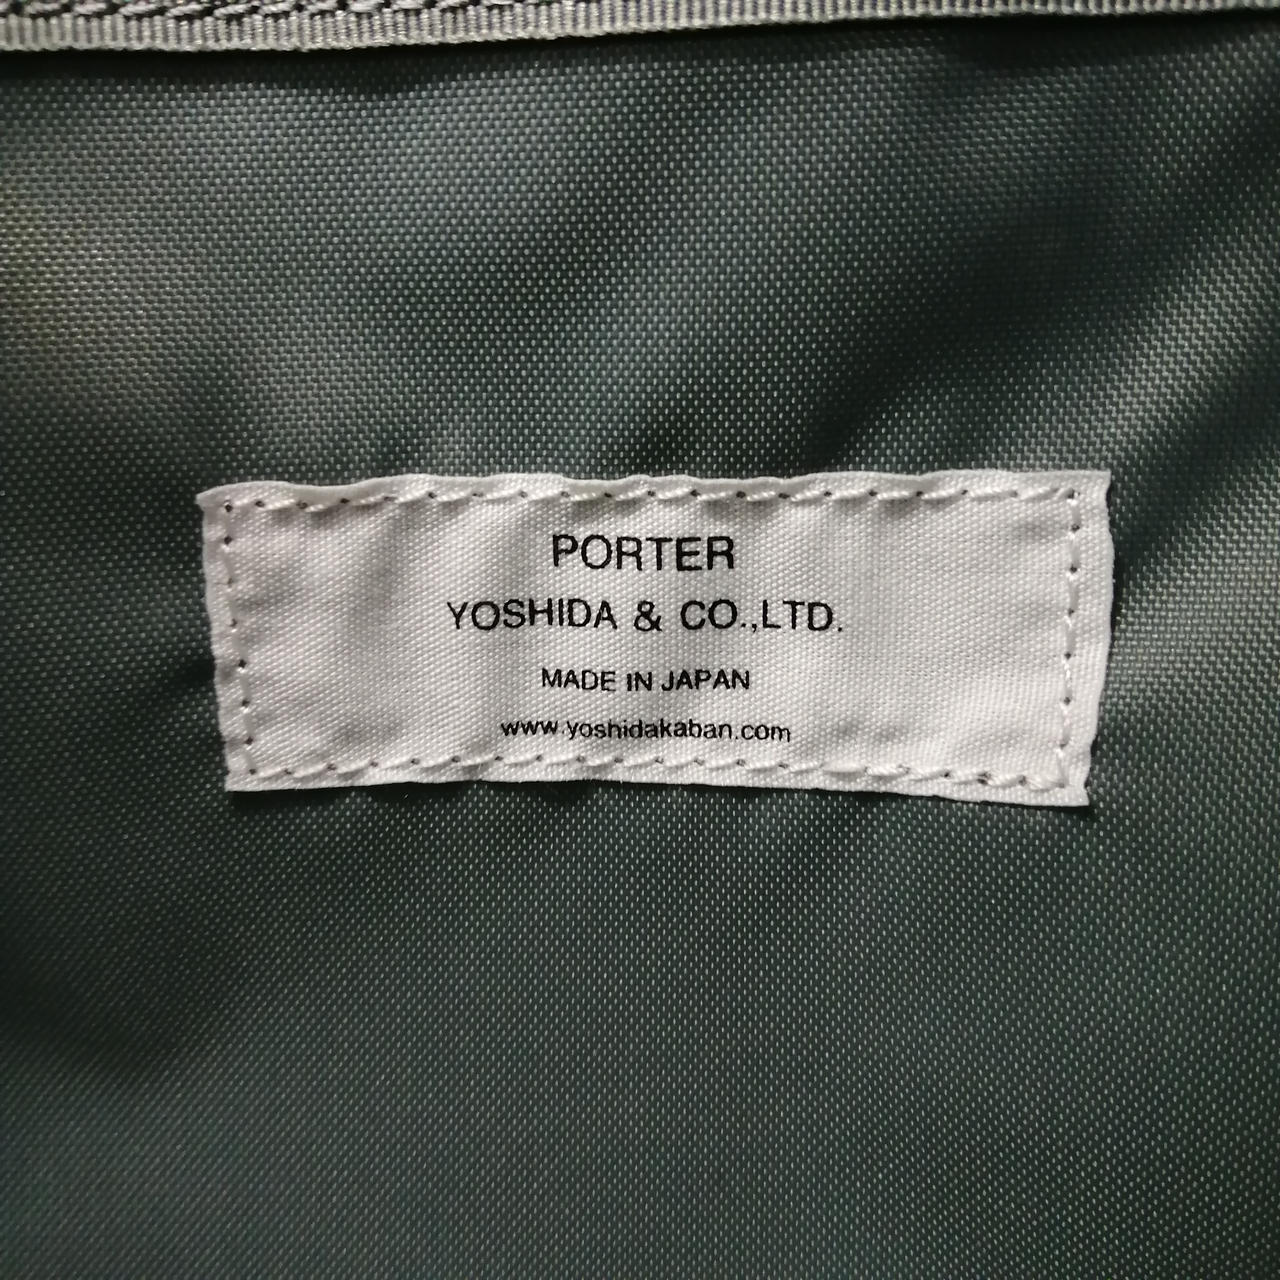 PORTER
YOSHIDA & CO.,LTD.
MADE IN JAPAN
www.yoshidakaban.com